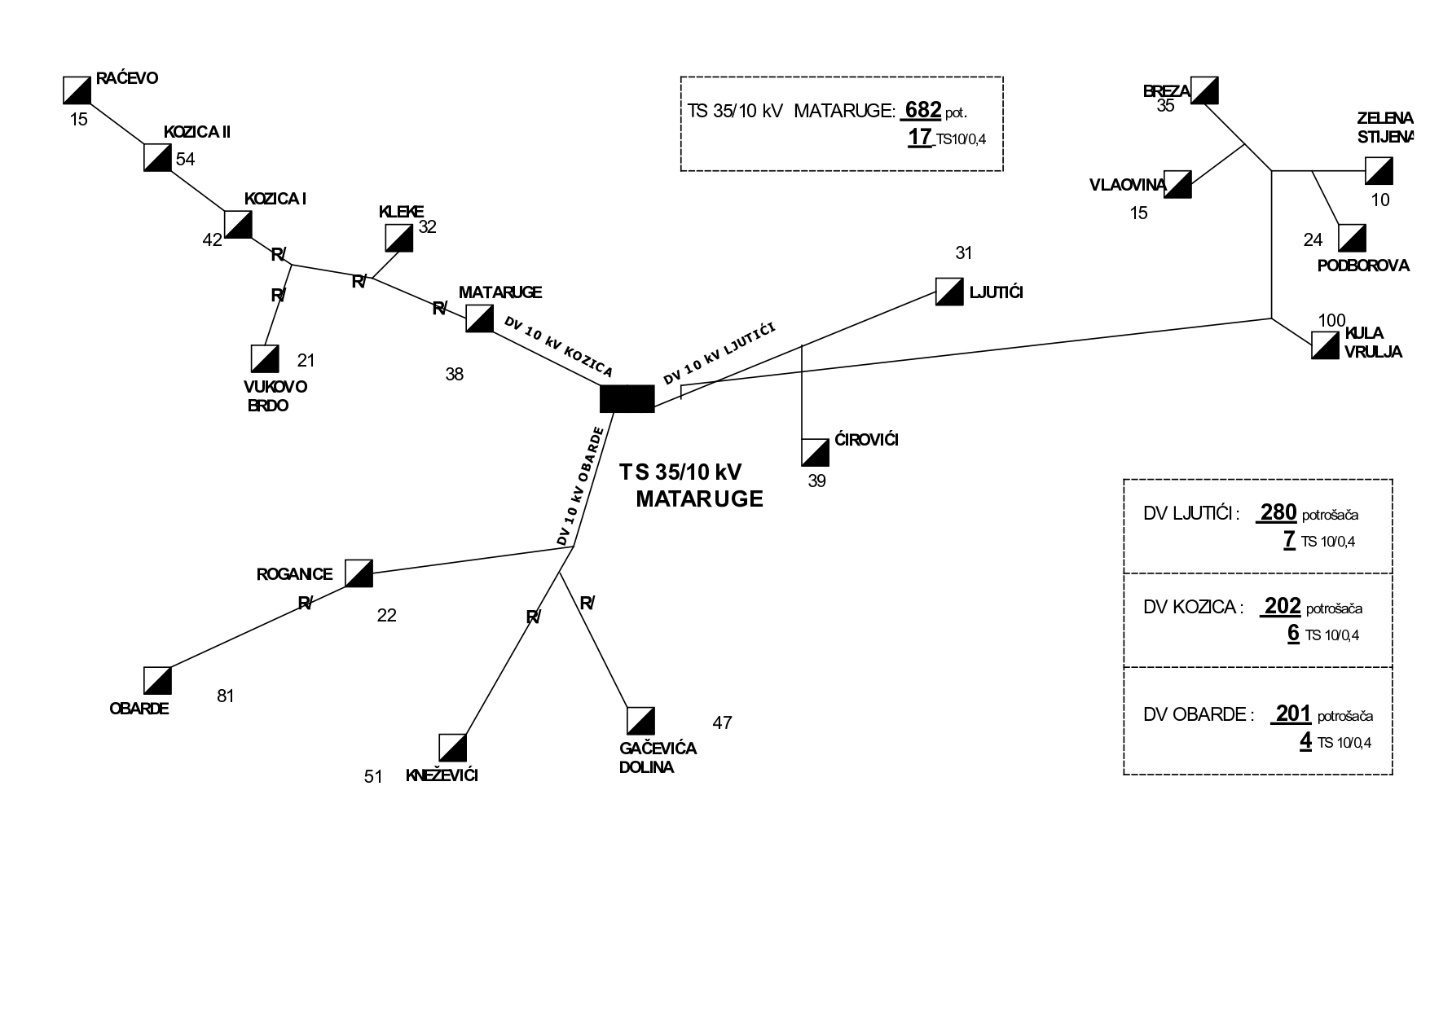 RAĆEVO
15
KOZICA II
54
KOZICA I
42
R/
R/
KLEKE
32
R/
R/
MATARUGE
38
VUKOVO
BRDO
21
DV 10 kV KOZICA
TS 35/10 kV MATARUGE: 682 pot.
17 TS10/0,4
BREZA
35
ZELENA
STIJENA
10
VLAOVINA
15
24
PODBOROVA
31
LJUTIĆI
DV 10 kV LJUTIĆI
100
KULA
VRULJA
ĆIROVIĆI
39
TS 35/10 kV
MATARUGE
DV 10 kV OBARDE
ROGANICE
22
R/
OBARDE
81
R/
R/
51
KNEŽEVIĆI
47
GAČEVIĆA
DOLINA
DV LJUTIĆI : 280 potrošača
7 TS 10/0,4
DV KOZICA : 202 potrošača
6 TS 10/0,4
DV OBARDE : 201 potrošača
4 TS 10/0,4